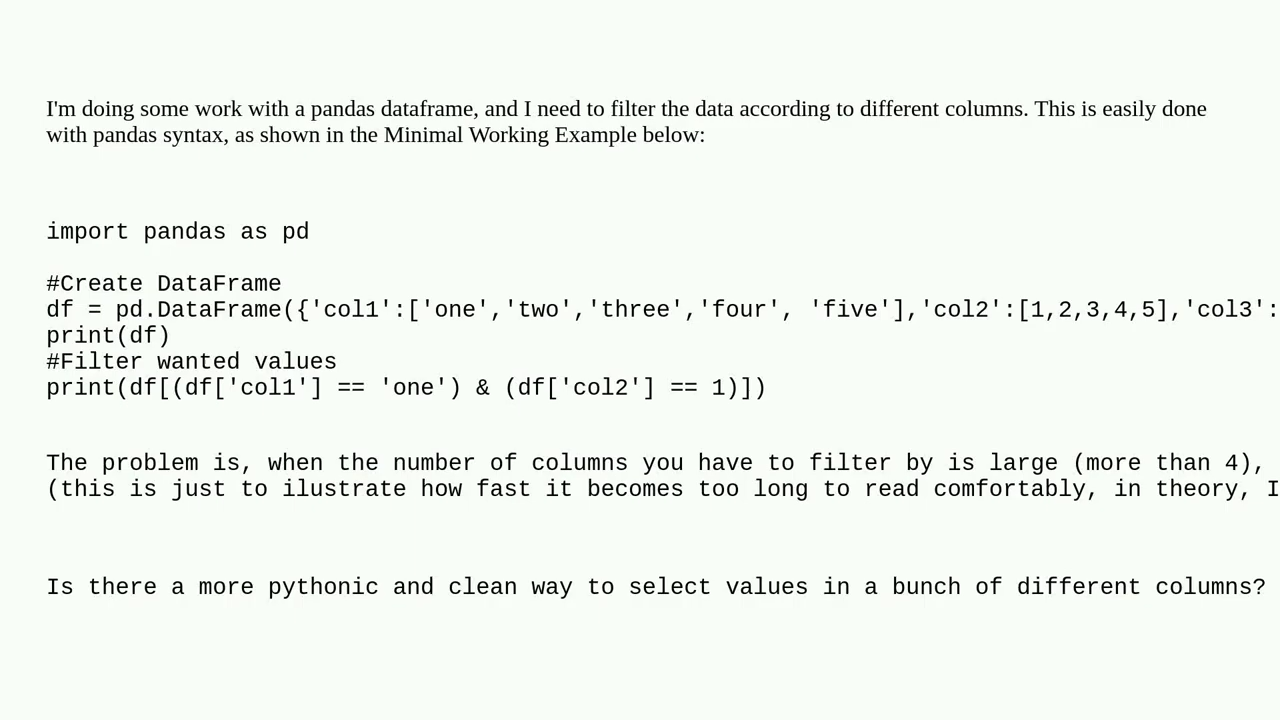 I'm doing some work with a pandas dataframe, and I need to filter the data according to different columns. This is easily done
with pandas syntax, as shown in the Minimal Working Example below:
import pandas as pd
#Create DataFrame
df = pd.DataFrame({'col1':['one','two','three','four', 'five'],'col2':[1,2,3,4,5],'col3':
print(df)
#Filter wanted values
print(df[(df['col1'] == 'one') & (df['col2'] == 1)])
The problem is, when the number of columns you have to filter by is large (more than 4),
(this is just to ilustrate how fast it becomes too long to read comfortably, in theory, I
Is there a more pythonic and clean way to select values in a bunch of different columns?